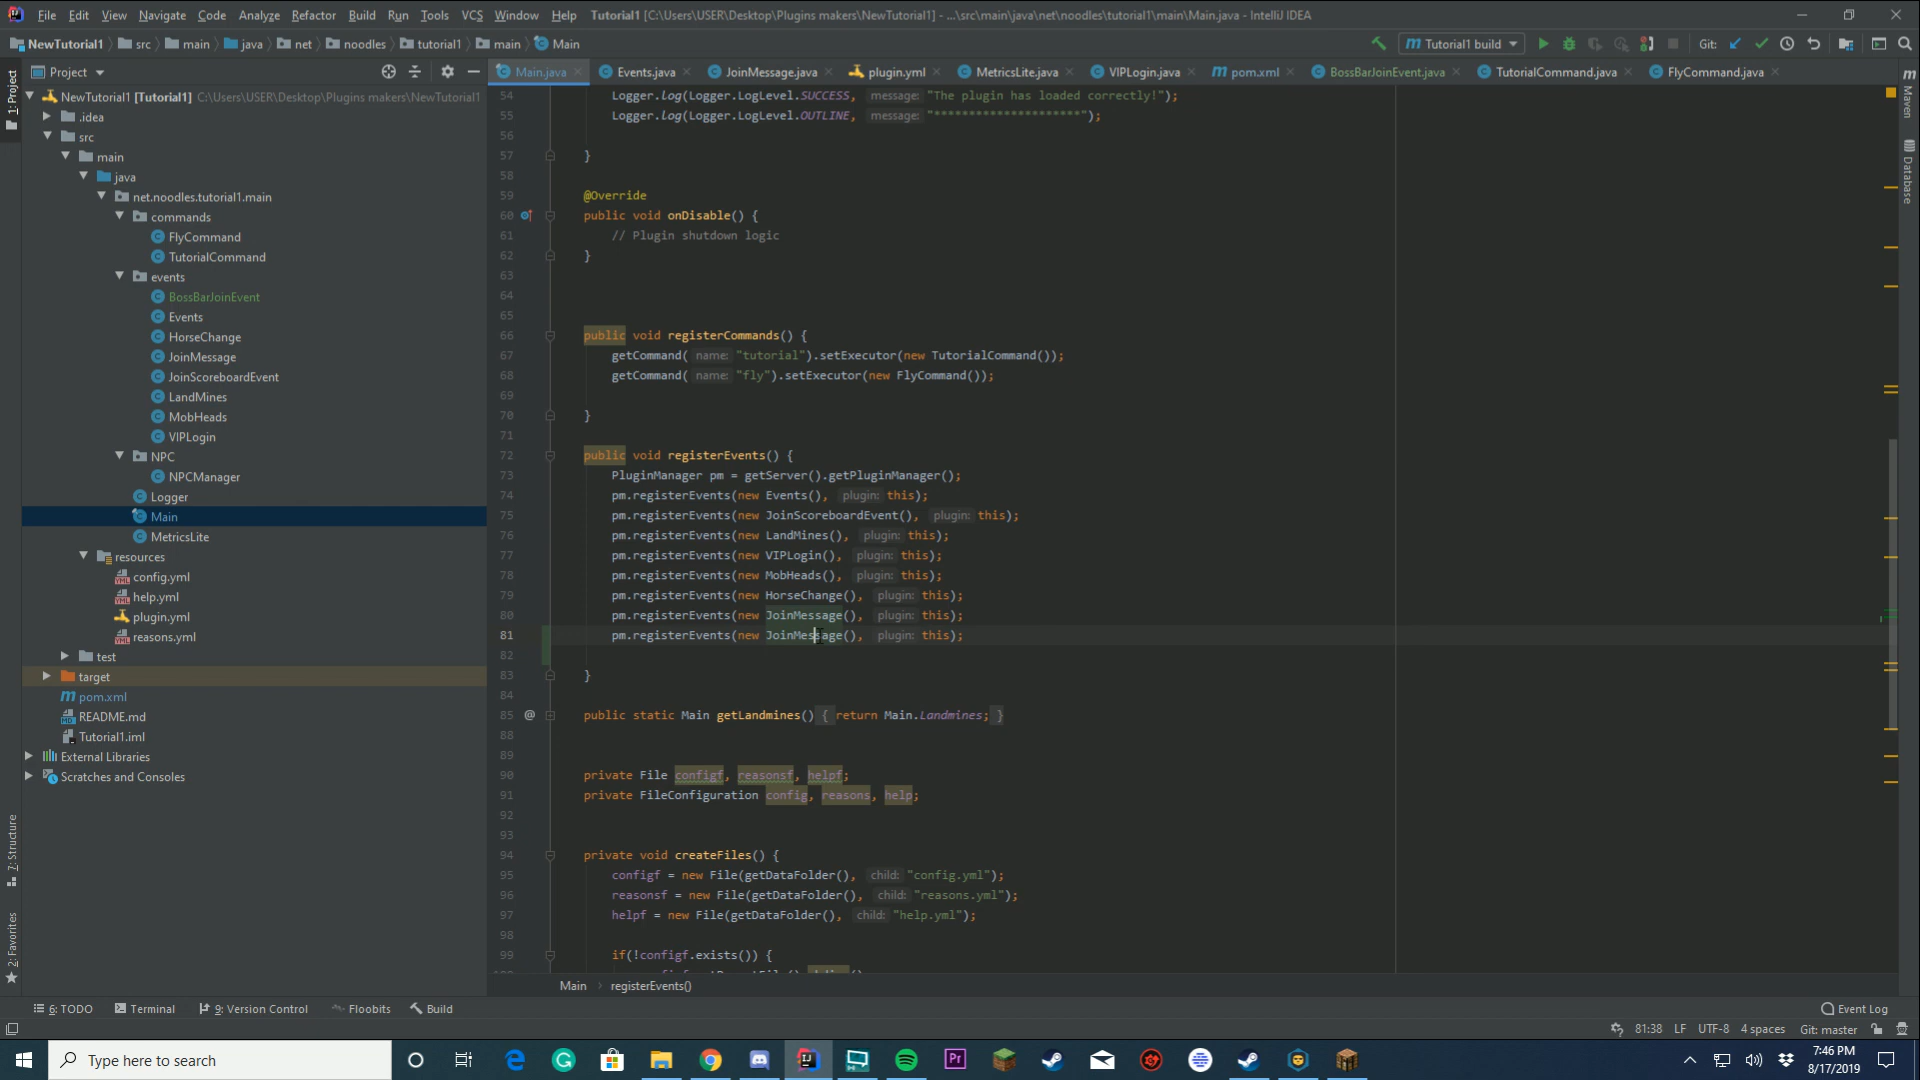 File Edit View Navigate Code Analyze Refactor Build Run Tools VCS Window Help Tutorial1 [C:\Users\USER\Desktop\Plugins makers\NewTutorial1] - ...\src\main\java\net\noodles\tutorial1\main\Main.java - IntelliJ IDEA
NewTutorial1 src main java net noodles tutorial1 main Main
Tutorial1 build Git:
Project
Main.java Events.java JoinMessage.java plugin.yml MetricsLite.java VIPLogin.java pom.xml BossBarJoinEvent.java TutorialCommand.java FlyCommand.java
1: Project
7: Structure
2: Favorites
Maven
Database
NewTutorial1 [Tutorial1] C:\Users\USER\Desktop\Plugins makers\NewTutorial1
.idea
src
main
java
net.noodles.tutorial1.main
commands
FlyCommand
TutorialCommand
events
BossBarJoinEvent
Events
HorseChange
JoinMessage
JoinScoreboardEvent
LandMines
MobHeads
VIPLogin
NPC
NPCManager
Logger
Main
MetricsLite
resources
config.yml
help.yml
plugin.yml
reasons.yml
test
target
pom.xml
README.md
Tutorial1.iml
External Libraries
Scratches and Consoles
54 Logger.log(Logger.LogLevel.SUCCESS, message: "The plugin has loaded correctly!");
55 Logger.log(Logger.LogLevel.OUTLINE, message: "*********************");
56
57 }
58
59 @Override
60 public void onDisable() {
61 // Plugin shutdown logic
62 }
63
64
65
66 public void registerCommands() {
67 getCommand( name: "tutorial").setExecutor(new TutorialCommand());
68 getCommand( name: "fly").setExecutor(new FlyCommand());
69
70 }
71
72 public void registerEvents() {
73 PluginManager pm = getServer().getPluginManager();
74 pm.registerEvents(new Events(), plugin: this);
75 pm.registerEvents(new JoinScoreboardEvent(), plugin: this);
76 pm.registerEvents(new LandMines(), plugin: this);
77 pm.registerEvents(new VIPLogin(), plugin: this);
78 pm.registerEvents(new MobHeads(), plugin: this);
79 pm.registerEvents(new HorseChange(), plugin: this);
80 pm.registerEvents(new JoinMessage(), plugin: this);
81 pm.registerEvents(new JoinMessage(), plugin: this);
82
83 }
84
85 public static Main getLandmines() { return Main.Landmines; }
88
89
90 private File configf, reasonsf, helpf;
91 private FileConfiguration config, reasons, help;
92
93
94 private void createFiles() {
95 configf = new File(getDataFolder(), child: "config.yml");
96 reasonsf = new File(getDataFolder(), child: "reasons.yml");
97 helpf = new File(getDataFolder(), child: "help.yml");
98
99 if(!configf.exists()) {
Main > registerEvents()
6: TODO Terminal 9: Version Control Floobits Build Event Log
81:38 LF UTF-8 4 spaces Git: master
Type here to search
7:46 PM
8/17/2019